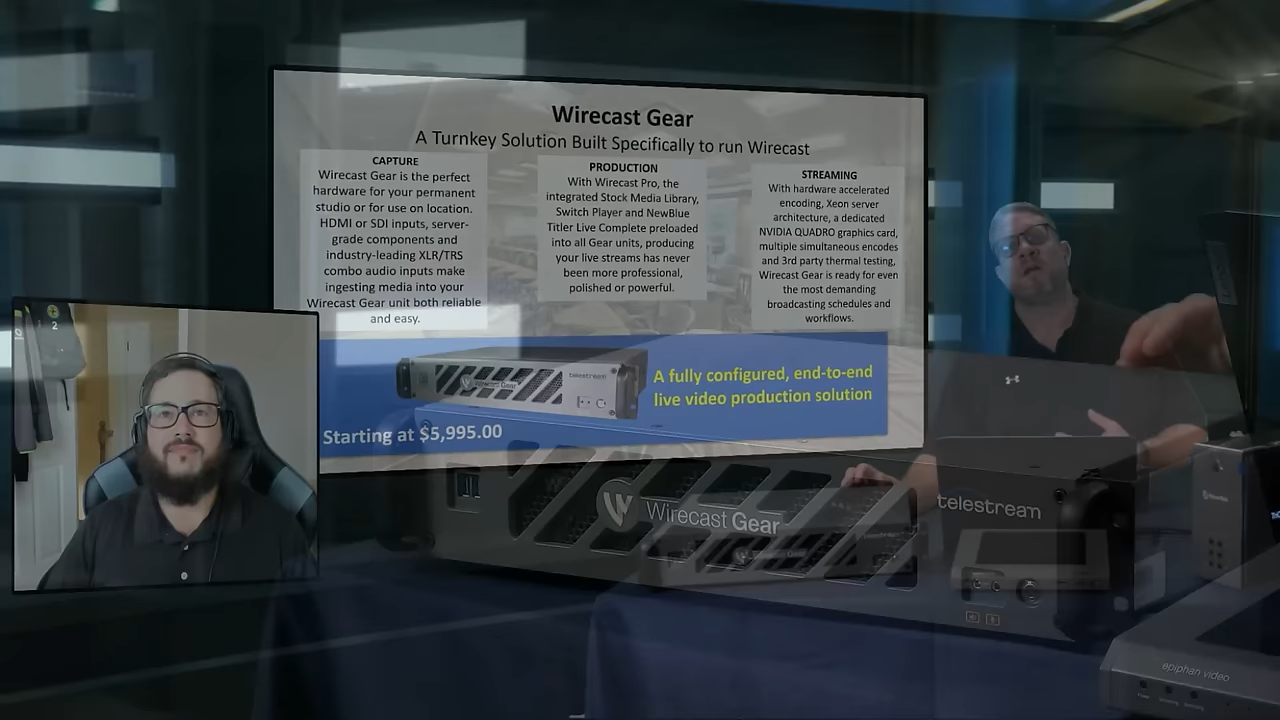 Wirecast Gear
A Turnkey Solution Built Specifically to run Wirecast
CAPTURE
Wirecast Gear is the perfect
hardware for your permanent
studio or for use on location.
HDMI or SDI inputs, server-
grade components and
industry-leading XLR/TRS
combo audio inputs make
ingesting media into your
Wirecast Gear unit both reliable
and easy.
PRODUCTION
With Wirecast Pro, the
integrated Stock Media Library,
Switch Player and NewBlue
Titler Live Complete preloaded
into all Gear units, producing
your live streams has never
been more professional,
polished or powerful.
STREAMING
With hardware accelerated
encoding, Xeon server
architecture, a dedicated
NVIDIA QUADRO graphics card,
multiple simultaneous encodes
and 3rd party thermal testing,
Wirecast Gear is ready for even
the most demanding
broadcasting schedules and
workflows.
Wirecast Gear
telestream
A fully configured, end-to-end
live video production solution
Starting at $5,995.00
2
Wirecast Gear
telestream
epiphan video